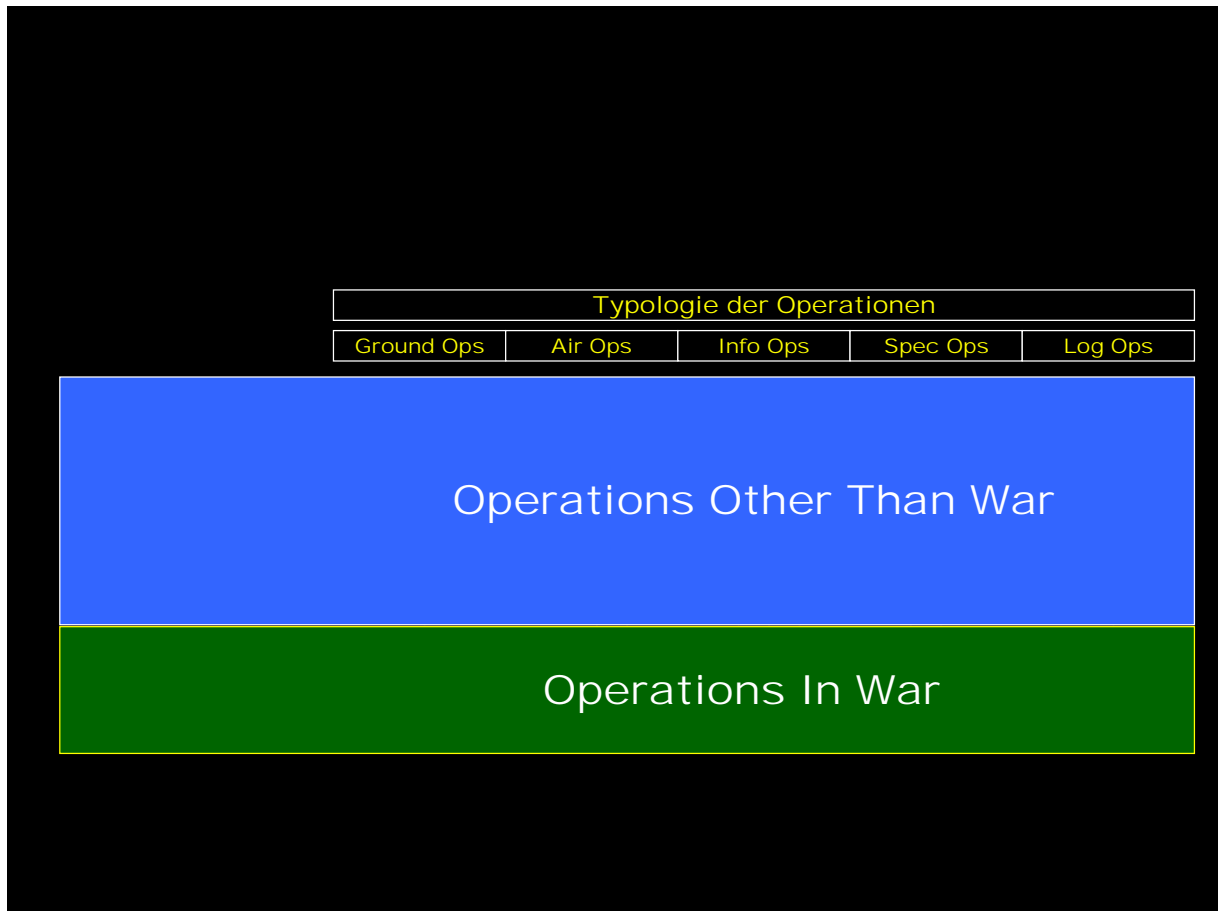 Typologie der Operationen
Ground Ops Air Ops Info Ops Spec Ops Log Ops
Operations Other Than War
Operations In War